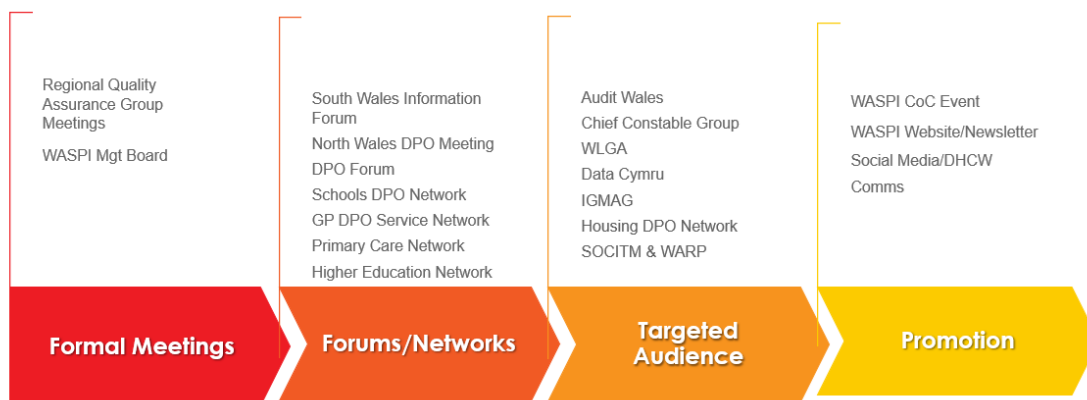 Regional Quality
Assurance Group
Meetings
WASPI Mgt Board
Formal Meetings
South Wales Information
Forum
North Wales DPO Meeting
DPO Forum
Schools DPO Network
GP DPO Service Network
Primary Care Network
Higher Education Network
Forums/Networks
Audit Wales
Chief Constable Group
WLGA
Data Cymru
IGMAG
Housing DPO Network
SOCITM & WARP
Targeted
Audience
WASPI CoC Event
WASPI Website/Newsletter
Social Media/DHCW
Comms
Promotion